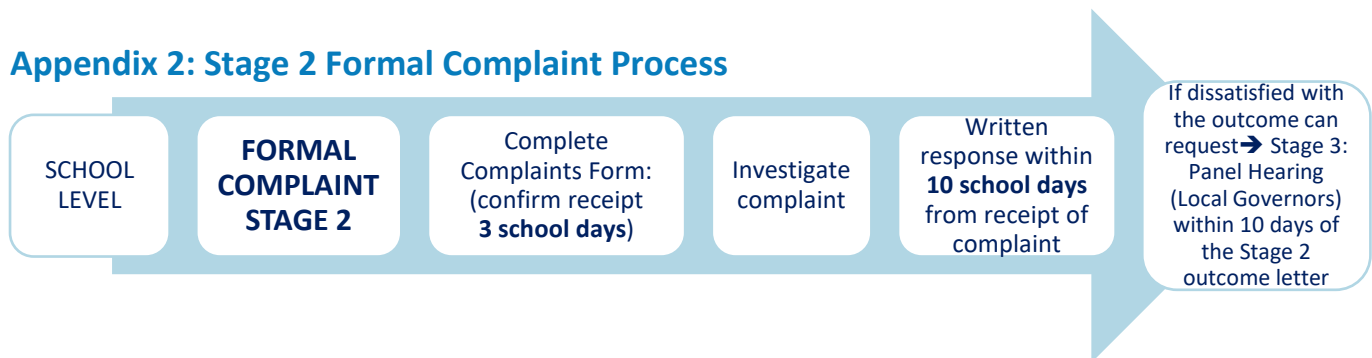 Appendix 2: Stage 2 Formal Complaint Process
SCHOOL
LEVEL
FORMAL
COMPLAINT
STAGE 2
Complete
Complaints Form:
(confirm receipt
3 school days)
Investigate
complaint
Written
response within
10 school days
from receipt of
complaint
If dissatisfied with
the outcome can
request➔ Stage 3:
Panel Hearing
(Local Governors)
within 10 days of
the Stage 2
outcome letter